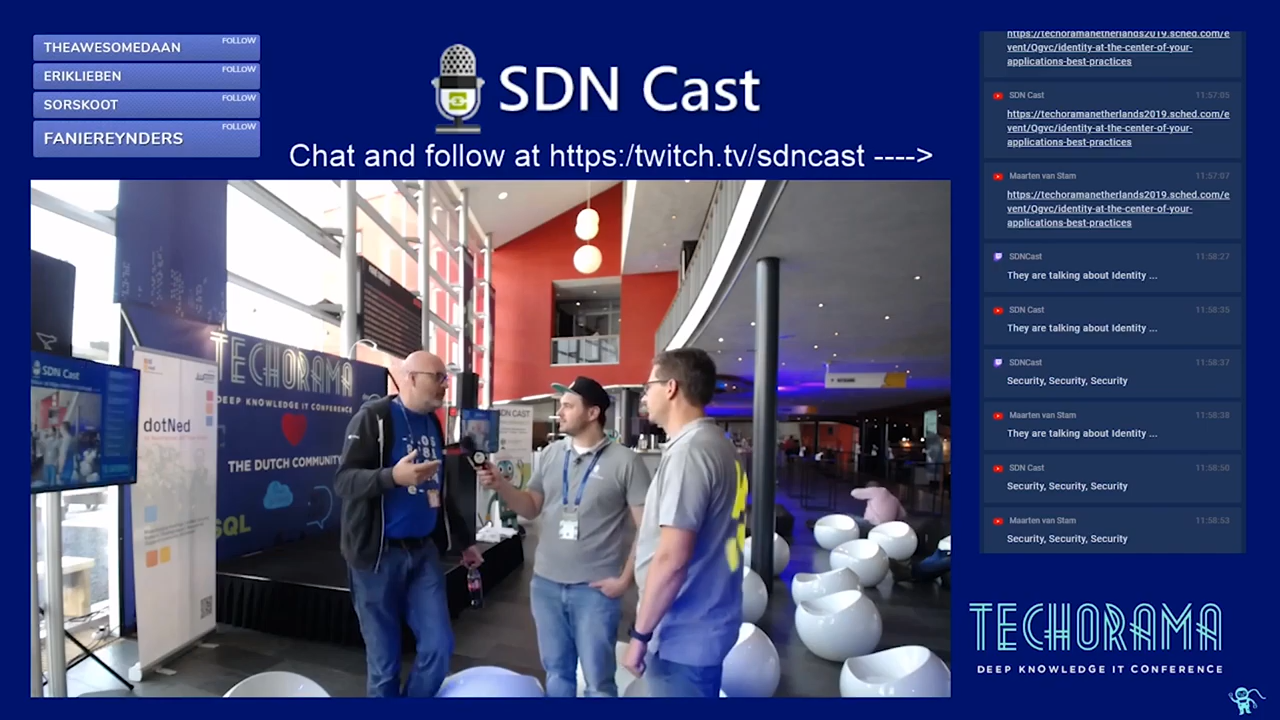 THEAWESOMEDAAN FOLLOW
ERIKLIEBEN FOLLOW
SORSKOOT FOLLOW
FANIEREYNDERS FOLLOW
SDN Cast
Chat and follow at https:/twitch.tv/sdncast ---->
https://techoramanetherlands2019.sched.com/e
vent/Qgvc/identity-at-the-center-of-your-
applications-best-practices
SDN Cast 11:57:05
https://techoramanetherlands2019.sched.com/e
vent/Qgvc/identity-at-the-center-of-your-
applications-best-practices
Maarten van Stam 11:57:07
https://techoramanetherlands2019.sched.com/e
vent/Qgvc/identity-at-the-center-of-your-
applications-best-practices
SDNCast 11:58:27
They are talking about Identity ...
SDN Cast 11:58:35
They are talking about Identity ...
SDNCast 11:58:37
Security, Security, Security
Maarten van Stam 11:58:38
They are talking about Identity ...
SDN Cast 11:58:50
Security, Security, Security
Maarten van Stam 11:58:53
Security, Security, Security
SDN Cast
dotNed
TECHORAMA
DEEP KNOWLEDGE IT CONFERENCE
THE DUTCH COMMUNITY
SQL
SDN CAST
TECHORAMA
DEEP KNOWLEDGE IT CONFERENCE